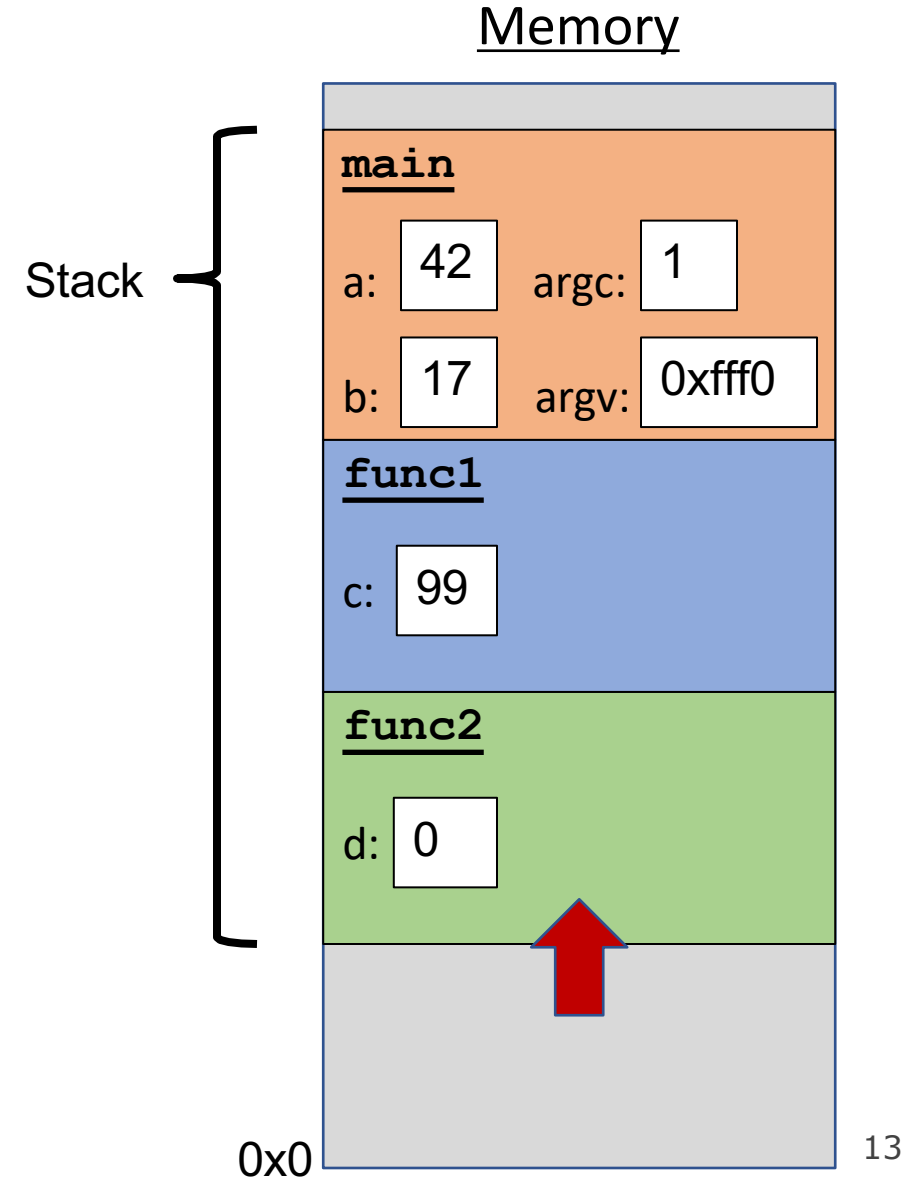 Memory
main
Stack
a: 42 argc: 1
b: 17 argv: 0xfff0
func1
c: 99
func2
d: 0
0x0
13